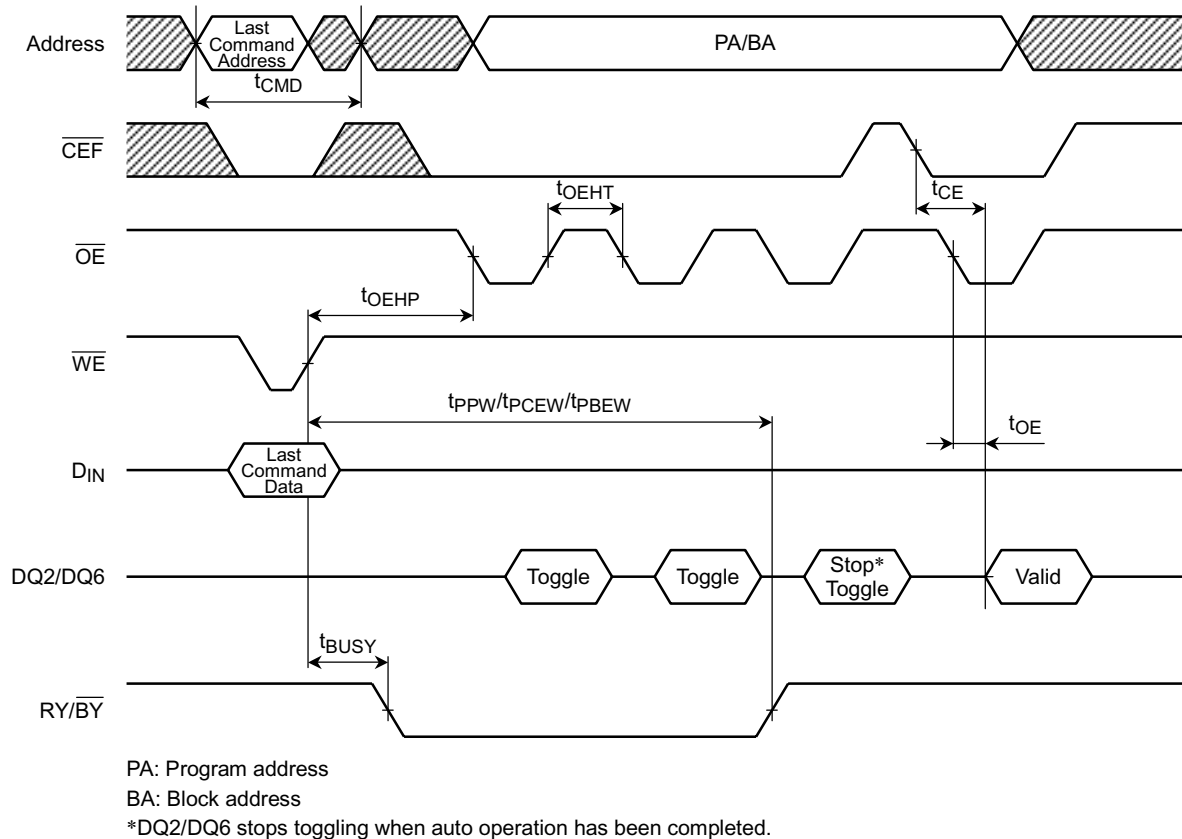 Address
Last
Command
Address
PA/BA
tCMD
CEF
tCE
tOEHT
OE
tOEHP
WE
tPPW/tPCEW/tPBEW
tOE
DIN
Last
Command
Data
DQ2/DQ6
Toggle
Toggle
Stop*
Toggle
Valid
tBUSY
RY/BY
PA: Program address
BA: Block address
*DQ2/DQ6 stops toggling when auto operation has been completed.